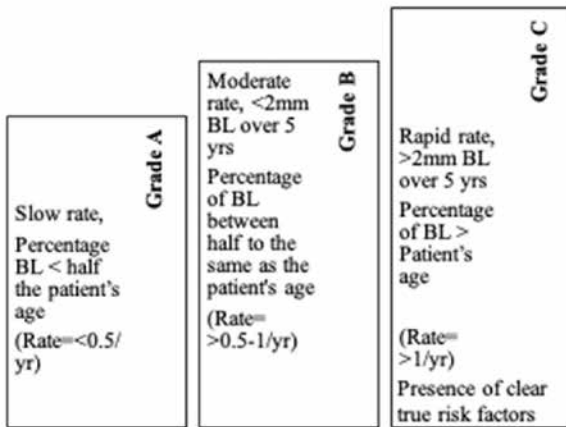 Grade A
Slow rate,
Percentage
BL < half
the patient's
age
(Rate=<0.5/
yr)
Grade B
Moderate
rate, <2mm
BL over 5
yrs
Percentage
of BL
between
half to the
same as the
patient's age
(Rate=
>0.5-1/yr)
Grade C
Rapid rate,
>2mm BL
over 5 yrs
Percentage
of BL >
Patient's
age
(Rate=
>1/yr)
Presence of clear
true risk factors